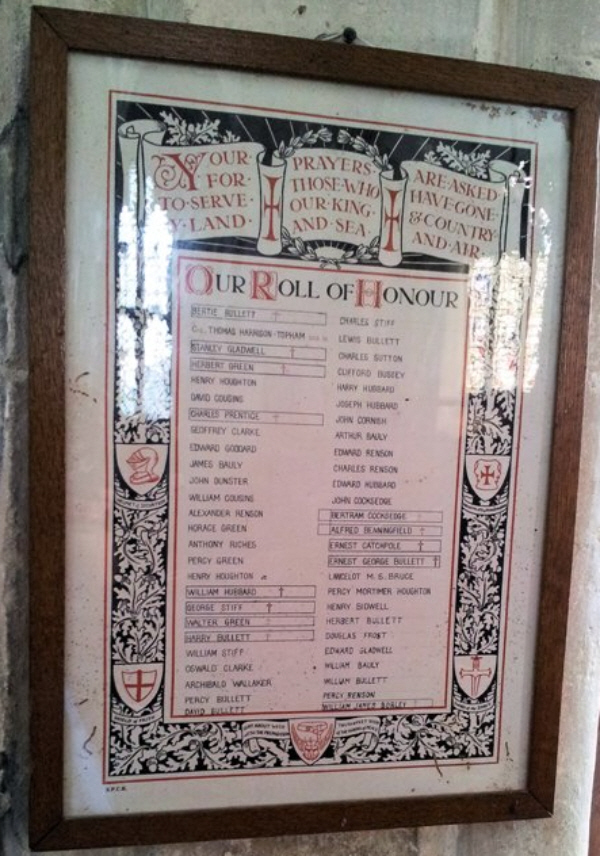 YOUR· PRAYERS· ARE·ASKED
FOR· THOSE·WHO HAVE·GONE·
TO·SERVE· OUR·KING· &·COUNTRY
Y·LAND· AND·SEA· AND·AIR
OUR ROLL OF HONOUR
BERTIE BULLETT †
COL. THOMAS HARRISON-TOPHAM
STANLEY GLADWELL †
HERBERT GREEN †
HENRY HOUGHTON
DAVID COUSINS
CHARLES PRENTICE †
GEOFFREY CLARKE
EDWARD GODDARD
JAMES BAULY
JOHN DUNSTER
WILLIAM COUSINS
ALEXANDER RENSON
HORACE GREEN
ANTHONY RICHES
PERCY GREEN
HENRY HOUGHTON
WILLIAM HUBBARD †
GEORGE STIFF †
WALTER GREEN †
HARRY BULLETT †
WILLIAM STIFF
OSWALD CLARKE
ARCHIBALD WALLAKER
PERCY BULLETT
DAVID BULLETT
CHARLES STIFF
LEWIS BULLETT
CHARLES SUTTON
CLIFFORD BUSSEY
HARRY HUBBARD
JOSEPH HUBBARD
JOHN CORNISH
ARTHUR BAULY
EDWARD RENSON
CHARLES RENSON
EDWARD HUBBARD
JOHN COCKSEDGE
BERTRAM COCKSEDGE †
ALFRED BENNINGFIELD †
ERNEST CATCHPOLE †
ERNEST GEORGE BULLETT †
LANCELOT M. S. BRUCE
PERCY MORTIMER HOUGHTON
HENRY BIDWELL
HERBERT BULLETT
DOUGLAS FROST
EDWARD GLADWELL
WILLIAM BAULY
WILLIAM BULLETT
PERCY RENSON
WILLIAM JAMES
S.P.C.K.